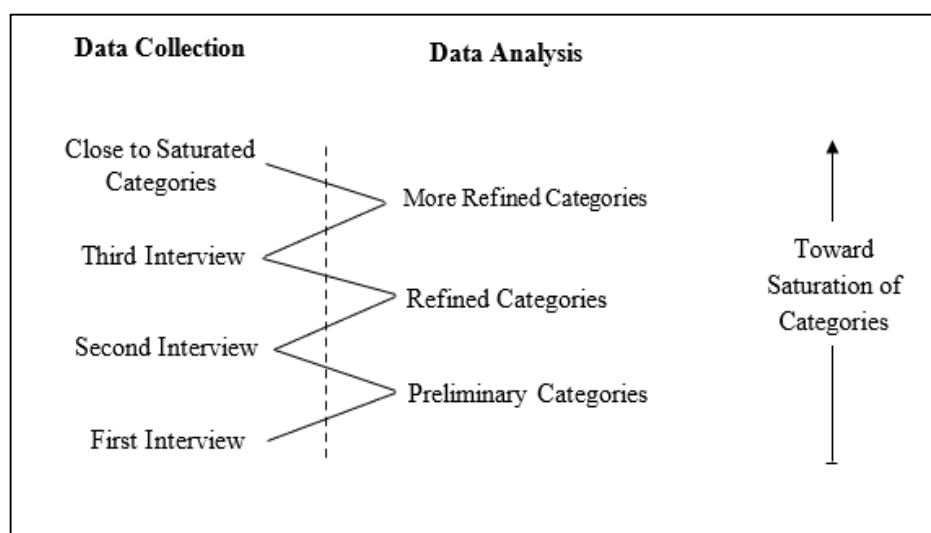 Data Collection
Data Analysis
Close to Saturated
Categories
More Refined Categories
Third Interview
Refined Categories
Second Interview
Preliminary Categories
First Interview
Toward
Saturation of
Categories